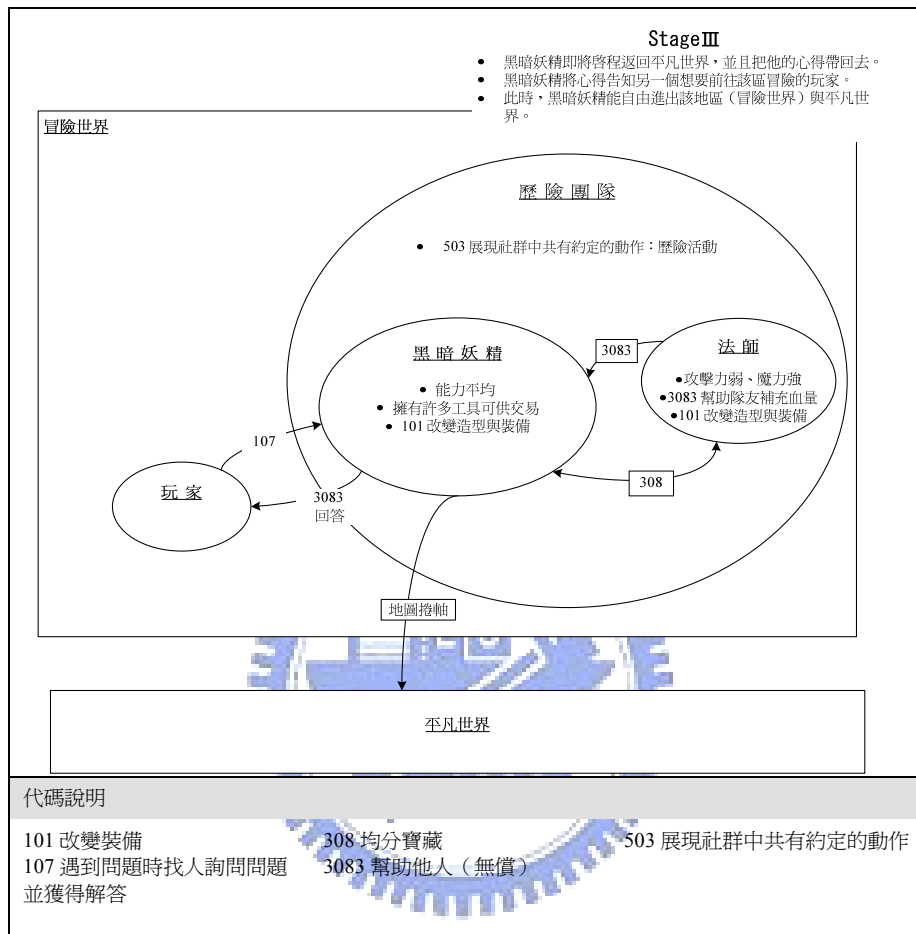 StageⅢ
● 黑暗妖精即將啓程返回平凡世界，並且把他的心得帶回去。
● 黑暗妖精將心得告知另一個想要前往該區冒險的玩家。
● 此時，黑暗妖精能自由進出該地區（冒險世界）與平凡世
界。
冒險世界
歷險團隊
● 503 展現社群中共有約定的動作：歷險活動
黑暗妖精
● 能力平均
● 擁有許多工具可供交易
● 101 改變造型與裝備
3083
法師
●攻擊力弱、魔力強
●3083 幫助隊友補充血量
●101 改變造型與裝備
107
308
玩家
3083
回答
地圖捲軸
平凡世界
代碼說明
101 改變裝備 308 均分寶藏 503 展現社群中共有約定的動作
107 遇到問題時找人詢問問題 3083 幫助他人（無償）
並獲得解答